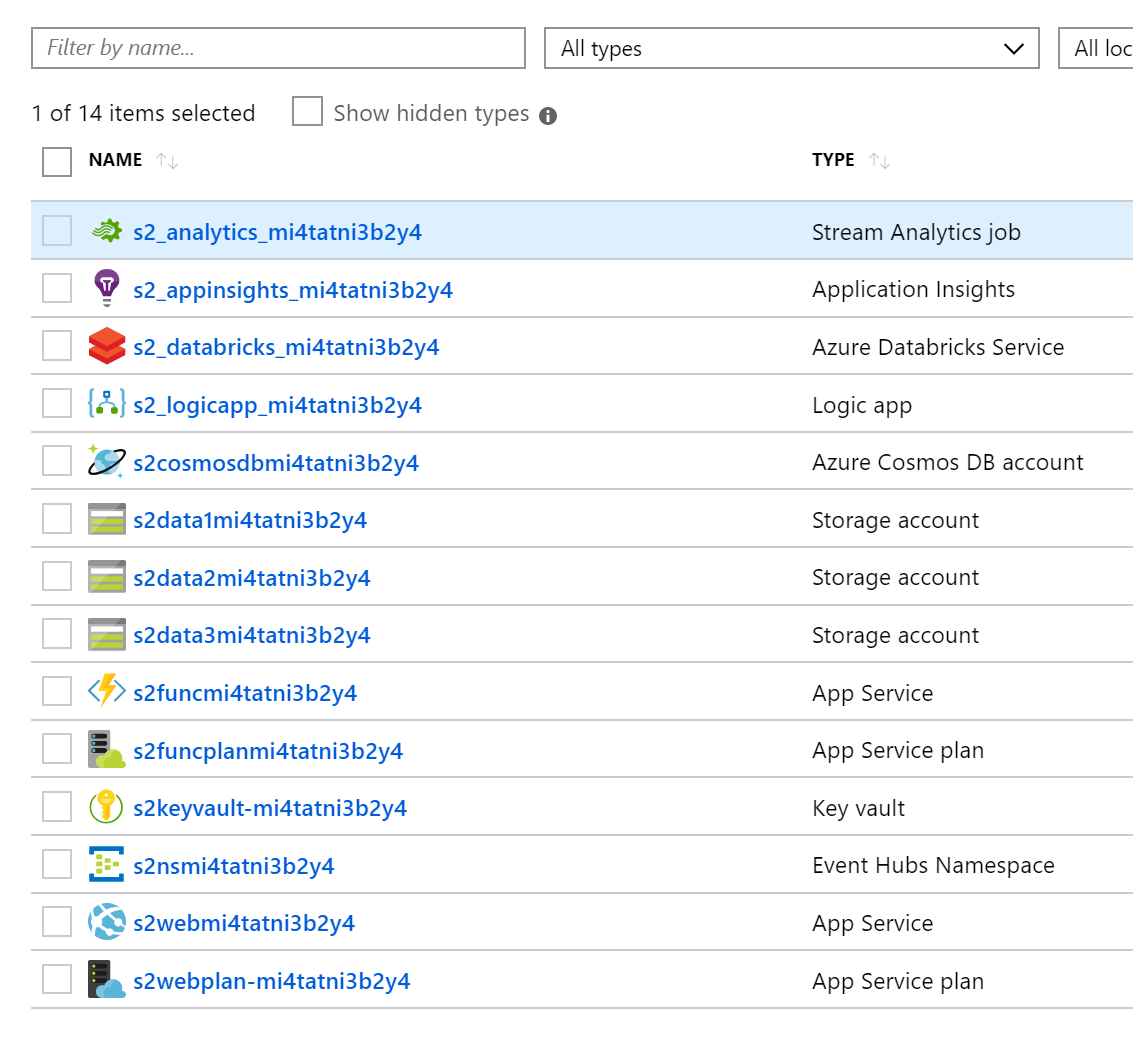 Filter by name... All types All loc
1 of 14 items selected Show hidden types
NAME TYPE
s2_analytics_mi4tatni3b2y4 Stream Analytics job
s2_appinsights_mi4tatni3b2y4 Application Insights
s2_databricks_mi4tatni3b2y4 Azure Databricks Service
s2_logicapp_mi4tatni3b2y4 Logic app
s2cosmosdbmi4tatni3b2y4 Azure Cosmos DB account
s2data1mi4tatni3b2y4 Storage account
s2data2mi4tatni3b2y4 Storage account
s2data3mi4tatni3b2y4 Storage account
s2funcmi4tatni3b2y4 App Service
s2funcplanmi4tatni3b2y4 App Service plan
s2keyvault-mi4tatni3b2y4 Key vault
s2nsmi4tatni3b2y4 Event Hubs Namespace
s2webmi4tatni3b2y4 App Service
s2webplan-mi4tatni3b2y4 App Service plan